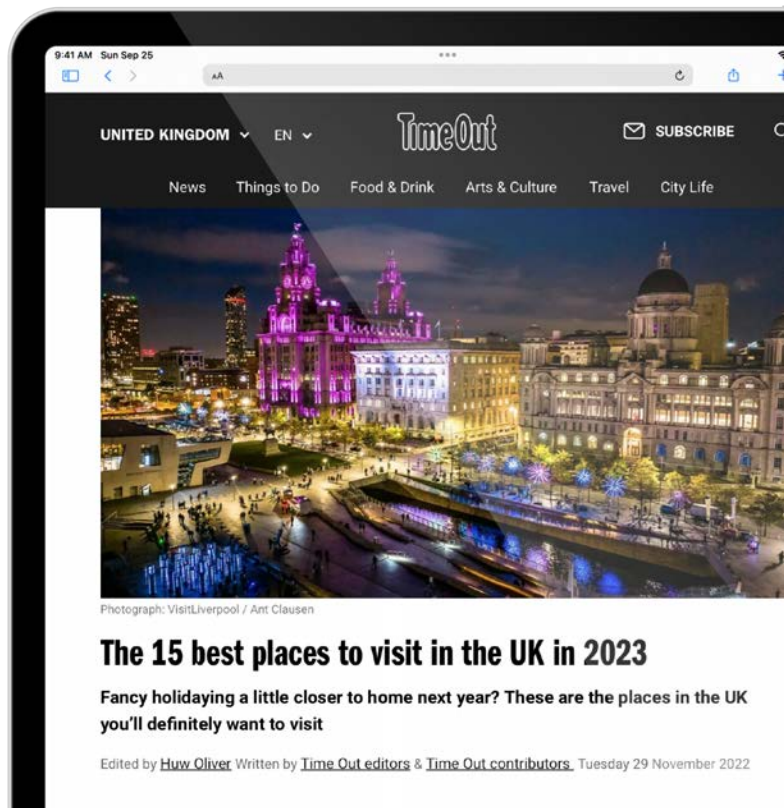 9:41 AM Sun Sep 25
AA
UNITED KINGDOM EN TimeOut SUBSCRIBE
News Things to Do Food & Drink Arts & Culture Travel City Life
Photograph: VisitLiverpool / Ant Clausen
The 15 best places to visit in the UK in 2023
Fancy holidaying a little closer to home next year? These are the places in the UK
you'll definitely want to visit
Edited by Huw Oliver Written by Time Out editors & Time Out contributors Tuesday 29 November 2022